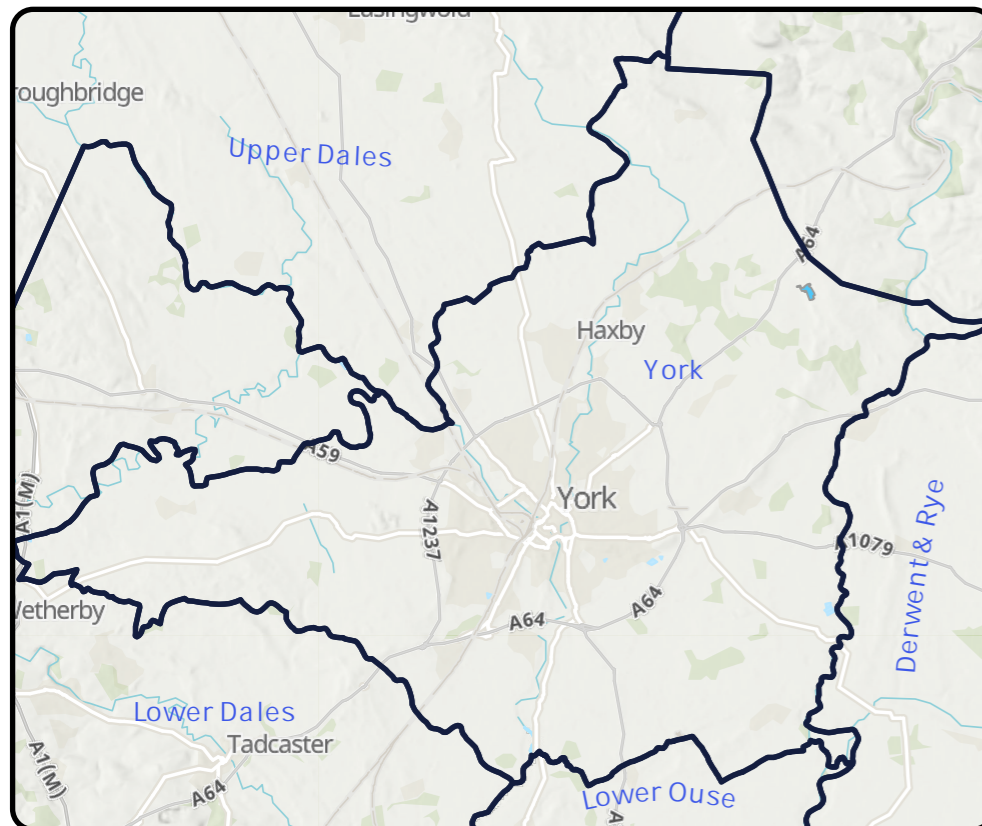 Easingwold
roughbridge
Upper Dales
A64
Haxby
York
A59
A1(M)
York
A1237
A1079
Derwent & Rye
A64
A64
Wetherby
Lower Dales
Tadcaster
A1(M)
A64
Lower Ouse
A